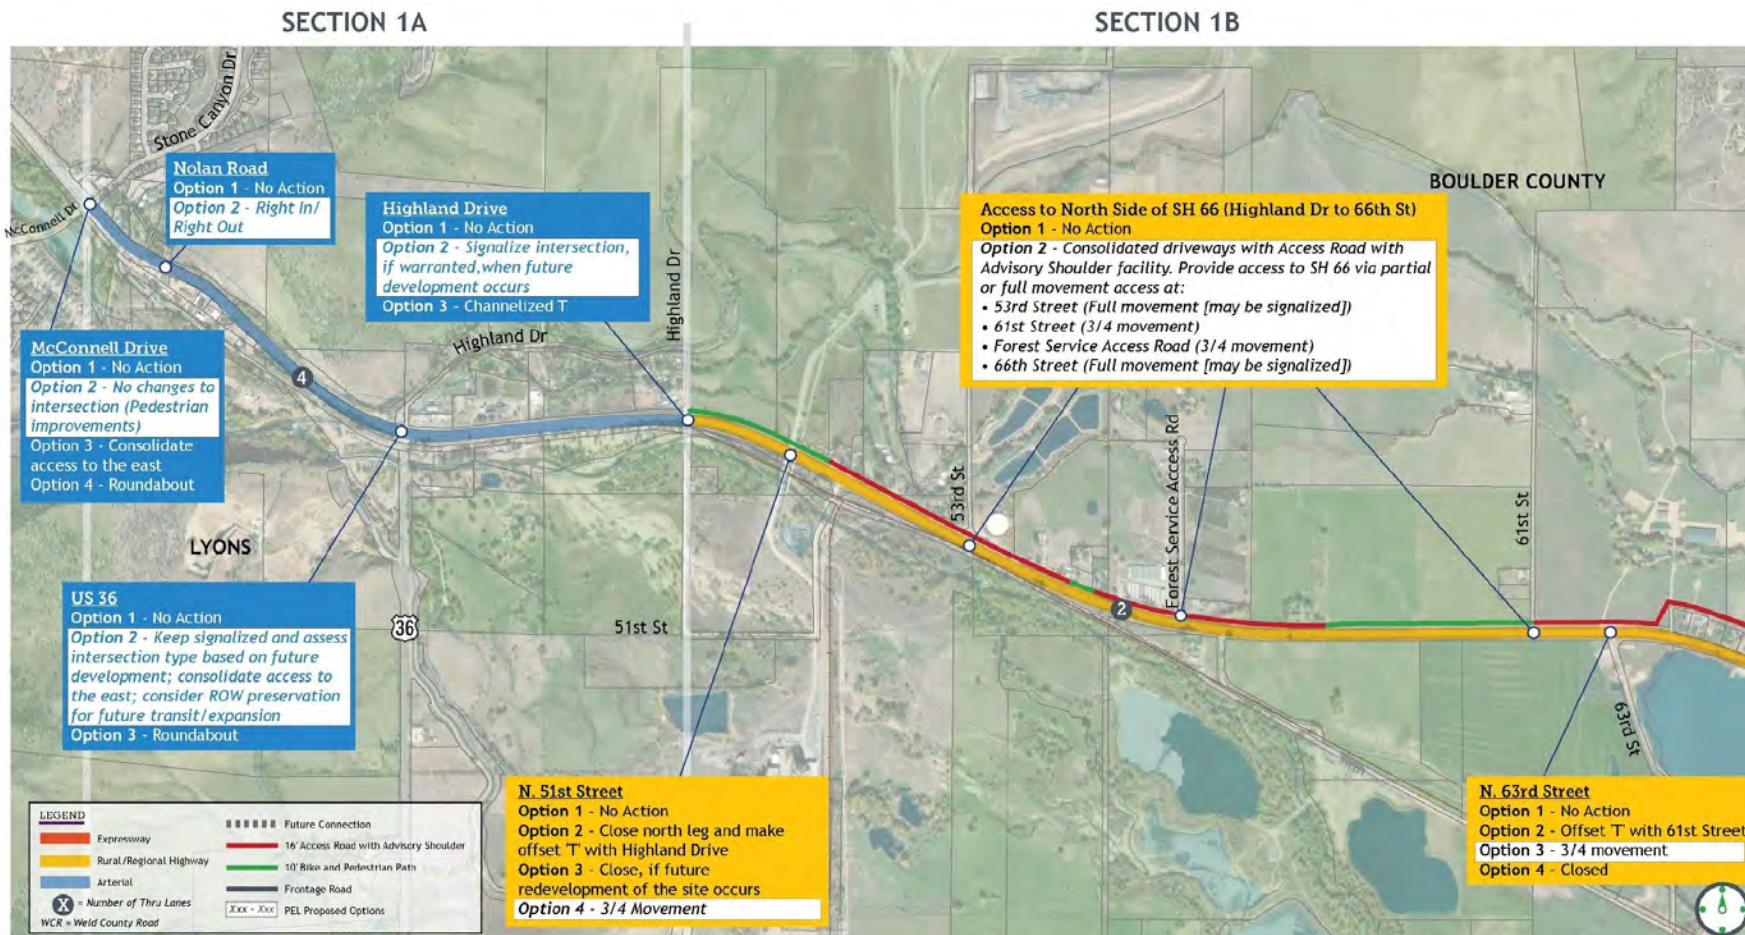 SECTION 1A
SECTION 1B
Stone Canyon Dr
McConnell Dr
Nolan Road
Option 1 - No Action
Option 2 - Right In/
Right Out
Highland Drive
Option 1 - No Action
Option 2 - Signalize intersection,
if warranted,when future
development occurs
Option 3 - Channelized T
Highland Dr
Highland Dr
McConnell Drive
Option 1 - No Action
Option 2 - No changes to
intersection (Pedestrian
improvements)
Option 3 - Consolidate
access to the east
Option 4 - Roundabout
4
LYONS
US 36
Option 1 - No Action
Option 2 - Keep signalized and assess
intersection type based on future
development; consolidate access to
the east; consider ROW preservation
for future transit/expansion
Option 3 - Roundabout
36
51st St
BOULDER COUNTY
Access to North Side of SH 66 (Highland Dr to 66th St)
Option 1 - No Action
Option 2 - Consolidated driveways with Access Road with
Advisory Shoulder facility. Provide access to SH 66 via partial
or full movement access at:
• 53rd Street (Full movement [may be signalized])
• 61st Street (3/4 movement)
• Forest Service Access Road (3/4 movement)
• 66th Street (Full movement [may be signalized])
53rd St
Forest Service Access Rd
61st St
2
63rd St
N. 51st Street
Option 1 - No Action
Option 2 - Close north leg and make
offset 'T' with Highland Drive
Option 3 - Close, if future
redevelopment of the site occurs
Option 4 - 3/4 Movement
N. 63rd Street
Option 1 - No Action
Option 2 - Offset 'T' with 61st Street
Option 3 - 3/4 movement
Option 4 - Closed
LEGEND
Expressway
Rural/Regional Highway
Arterial
X = Number of Thru Lanes
WCR = Weld County Road
Future Connection
16' Access Road with Advisory Shoulder
10' Bike and Pedestrian Path
Frontage Road
Xxx - Xxx PEL Proposed Options